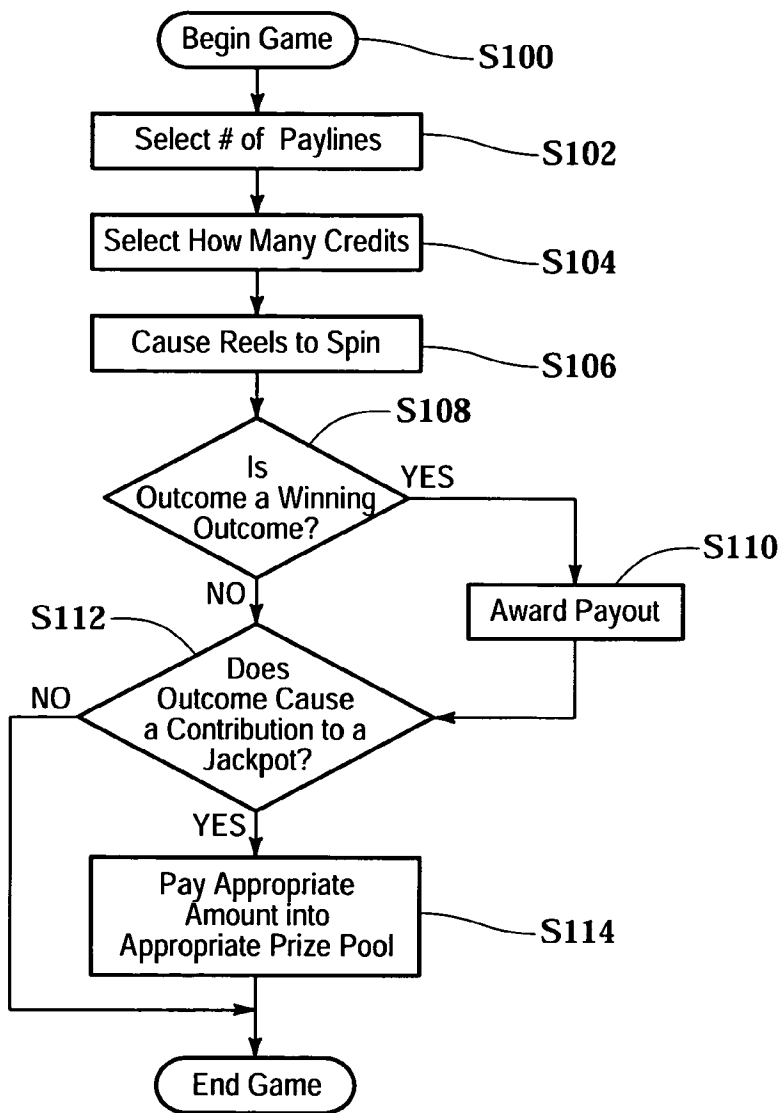 Begin Game
S100
Select # of Paylines
S102
Select How Many Credits
S104
Cause Reels to Spin
S106
S108
Is
Outcome a Winning
Outcome?
YES
NO
S110
Award Payout
S112
Does
Outcome Cause
a Contribution to a
Jackpot?
NO
YES
Pay Appropriate
Amount into
Appropriate Prize Pool
S114
End Game